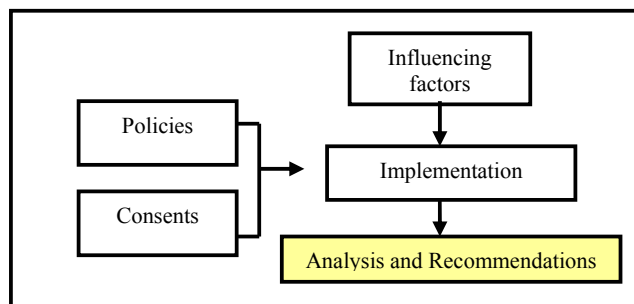 Influencing
factors
Policies
Implementation
Consents
Analysis and Recommendations